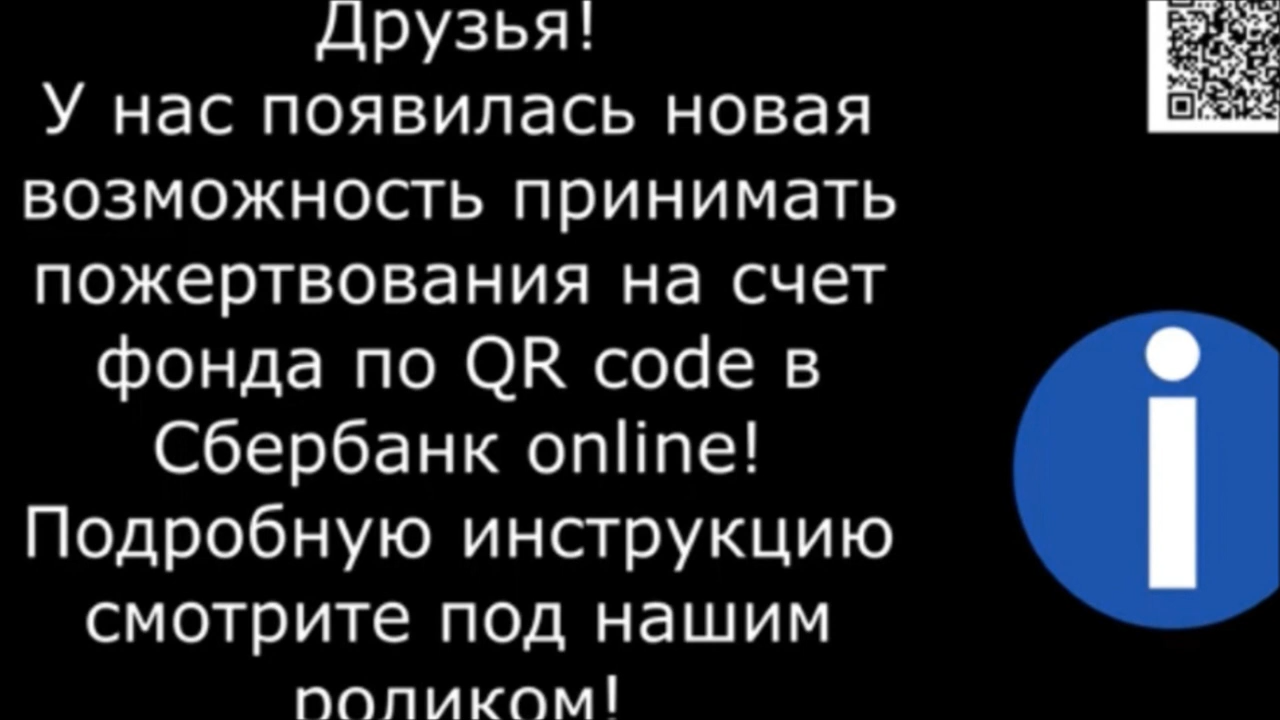 Друзья!
У нас появилась новая
возможность принимать
пожертвования на счет
фонда по QR code в
Сбербанк online!
Подробную инструкцию
смотрите под нашим
роликом!